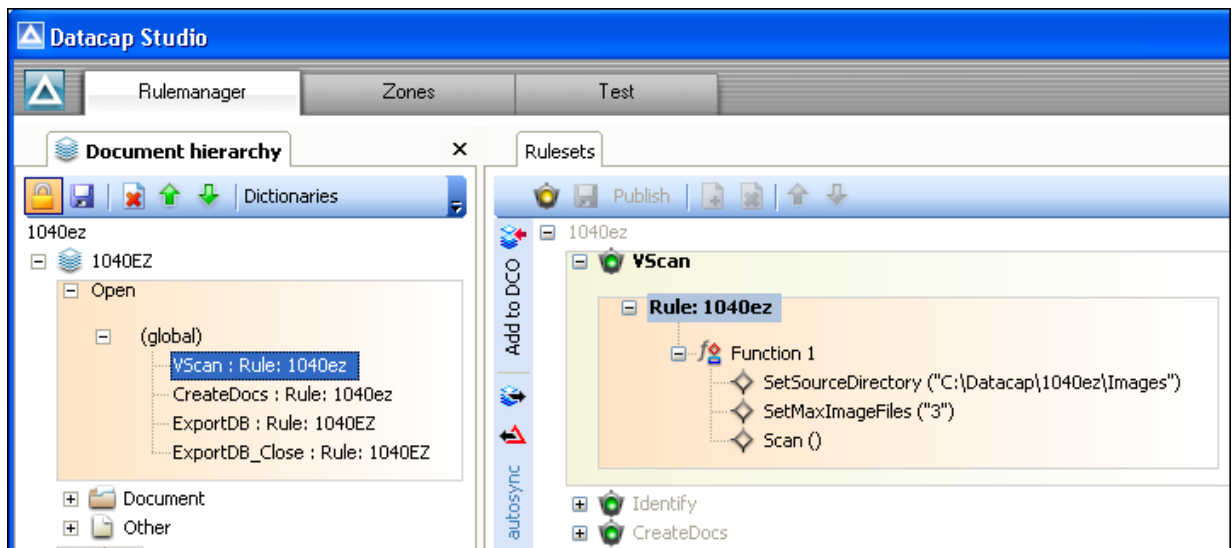 Datacap Studio
Rulemanager Zones Test
Document hierarchy
Dictionaries
1040ez
1040EZ
Open
(global)
VScan : Rule: 1040ez
CreateDocs : Rule: 1040ez
ExportDB : Rule: 1040EZ
ExportDB_Close : Rule: 1040EZ
Document
Other
Rulesets
Publish
Add to DCO
autosync
1040ez
VScan
Rule: 1040ez
Function 1
SetSourceDirectory ("C:\Datacap\1040ez\Images")
SetMaxImageFiles ("3")
Scan ()
Identify
CreateDocs